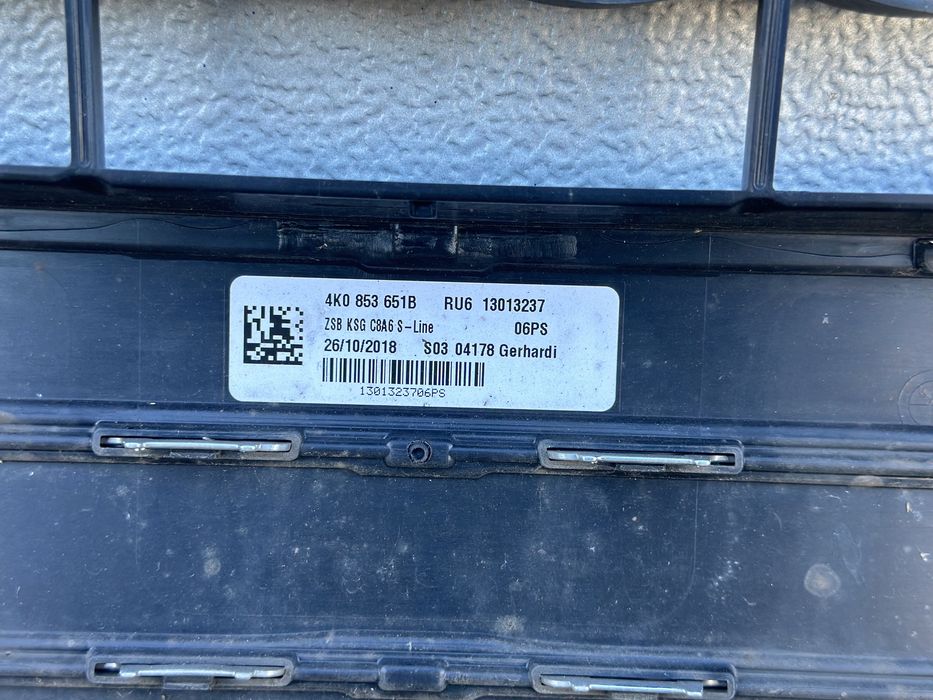 4K0 853 651B RU6 13013237
ZSB KSG C8A6 S-Line 06PS
26/10/2018 S03 04178 Gerhardi
1301323706PS